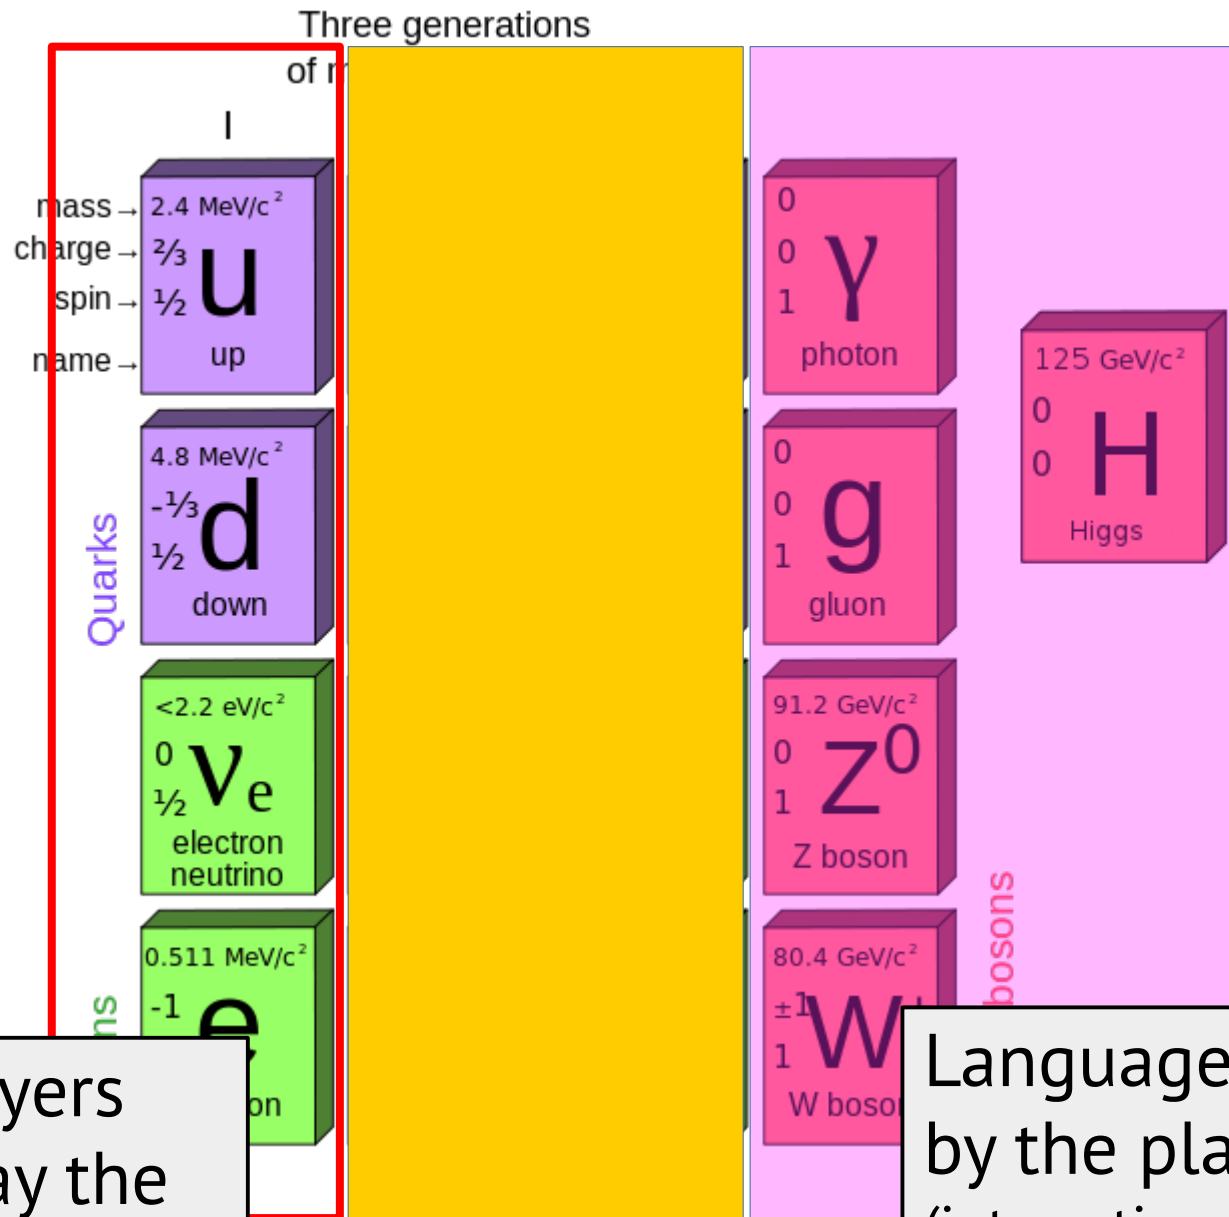 Three generations
of
I
mass→
charge→
spin→
name→
2.4 MeV/c²
⅔
½
u
up
4.8 MeV/c²
-⅓
½
d
down
<2.2 eV/c²
0
½
νe
electron
neutrino
0.511 MeV/c²
-1
e
on
Quarks
ns
yers
ay the
0
0
1
γ
photon
0
0
1
g
gluon
91.2 GeV/c²
0
1
Z⁰
Z boson
80.4 GeV/c²
±1
1
W
W boson
125 GeV/c²
0
0
H
Higgs
bosons
Language
by the pla